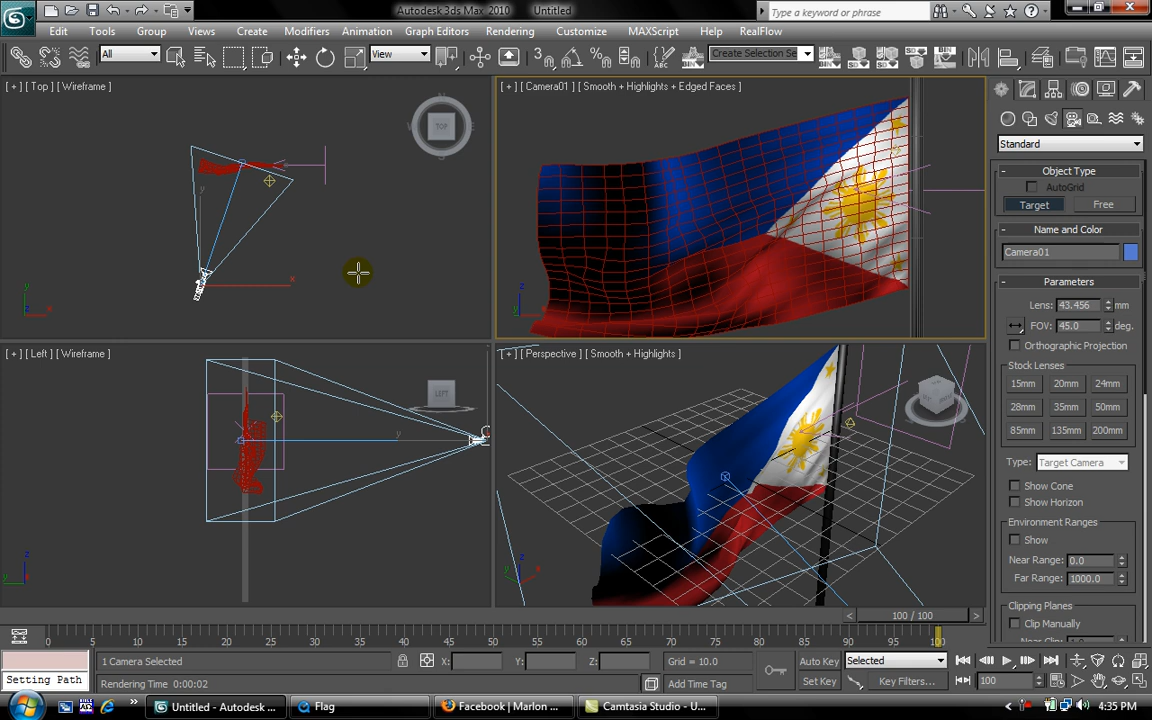 Autodesk 3ds Max 2010 Untitled
Type a keyword or phrase
Edit Tools Group Views Create Modifiers Animation Graph Editors Rendering Customize MAXScript Help RealFlow
All
View
Create Selection Se
[ + ] [ Top ] [ Wireframe ]
TOP
[ + ] [ Camera01 ] [ Smooth + Highlights + Edged Faces ]
[ + ] [ Left ] [ Wireframe ]
LEFT
[ + ] [ Perspective ] [ Smooth + Highlights ]
Standard
- Object Type
AutoGrid
Target Free
- Name and Color
Camera01
- Parameters
Lens: 43.456 mm
FOV: 45.0 deg.
Orthographic Projection
Stock Lenses
15mm 20mm 24mm
28mm 35mm 50mm
85mm 135mm 200mm
Type: Target Camera
Show Cone
Show Horizon
Environment Ranges
Show
Near Range: 0.0
Far Range: 1000.0
Clipping Planes
Clip Manually
< 100 / 100 >
0 5 10 15 20 25 30 35 40 45 50 55 60 65 70 75 80 85 90 95 100
1 Camera Selected X: Y: Z: Grid = 10.0 Auto Key Selected
Setting Path Rendering Time 0:00:02 Add Time Tag Set Key Key Filters... 100
Untitled - Autodesk ... Flag Facebook | Marlon ... Camtasia Studio - U... 4:35 PM